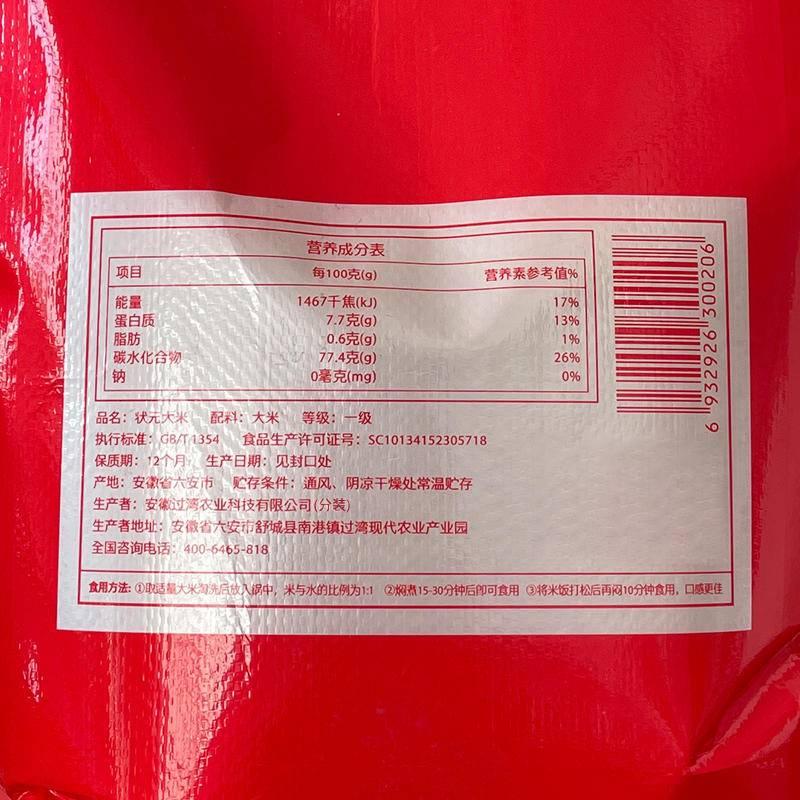 营养成分表
项目 每100克(g) 营养素参考值%
能量 1467千焦(kJ) 17%
蛋白质 7.7克(g) 13%
脂肪 0.6克(g) 1%
碳水化合物 77.4克(g) 26%
钠 0毫克(mg) 0%
品名：状元大米 配料：大米 等级：一级
执行标准：GB/T 1354 食品生产许可证号：SC10134152305718
保质期：12个月 生产日期：见封口处
产地：安徽省六安市 贮存条件：通风、阴凉干燥处常温贮存
生产者：安徽过湾农业科技有限公司(分装)
生产者地址：安徽省六安市舒城县南港镇过湾现代农业产业园
全国咨询电话：400-6465-818
食用方法：①取适量大米淘洗后放入锅中，米与水的比例为1:1 ②焖煮15-30分钟后即可食用 ③将米饭打松后再闷10分钟食用，口感更佳
6 932926 300206